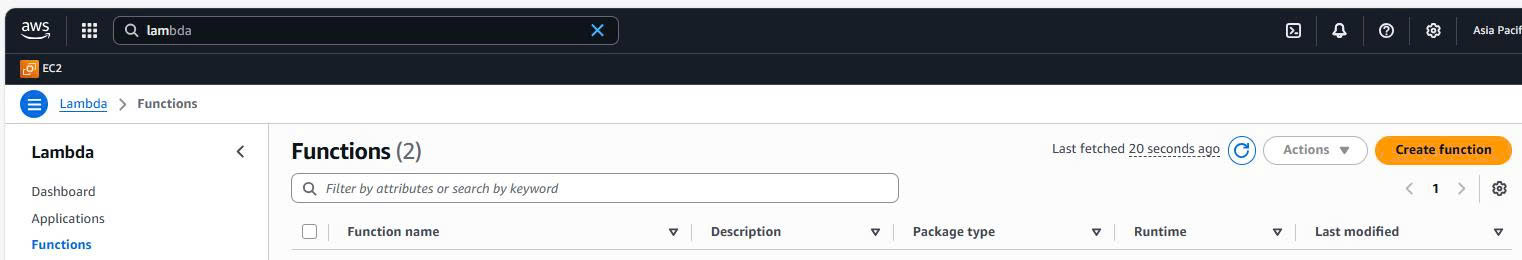 aws
lambda
Asia Pacif
EC2
Lambda > Functions
Lambda
Dashboard
Applications
Functions
Functions (2)
Last fetched 20 seconds ago
Actions
Create function
Filter by attributes or search by keyword
1
Function name
Description
Package type
Runtime
Last modified